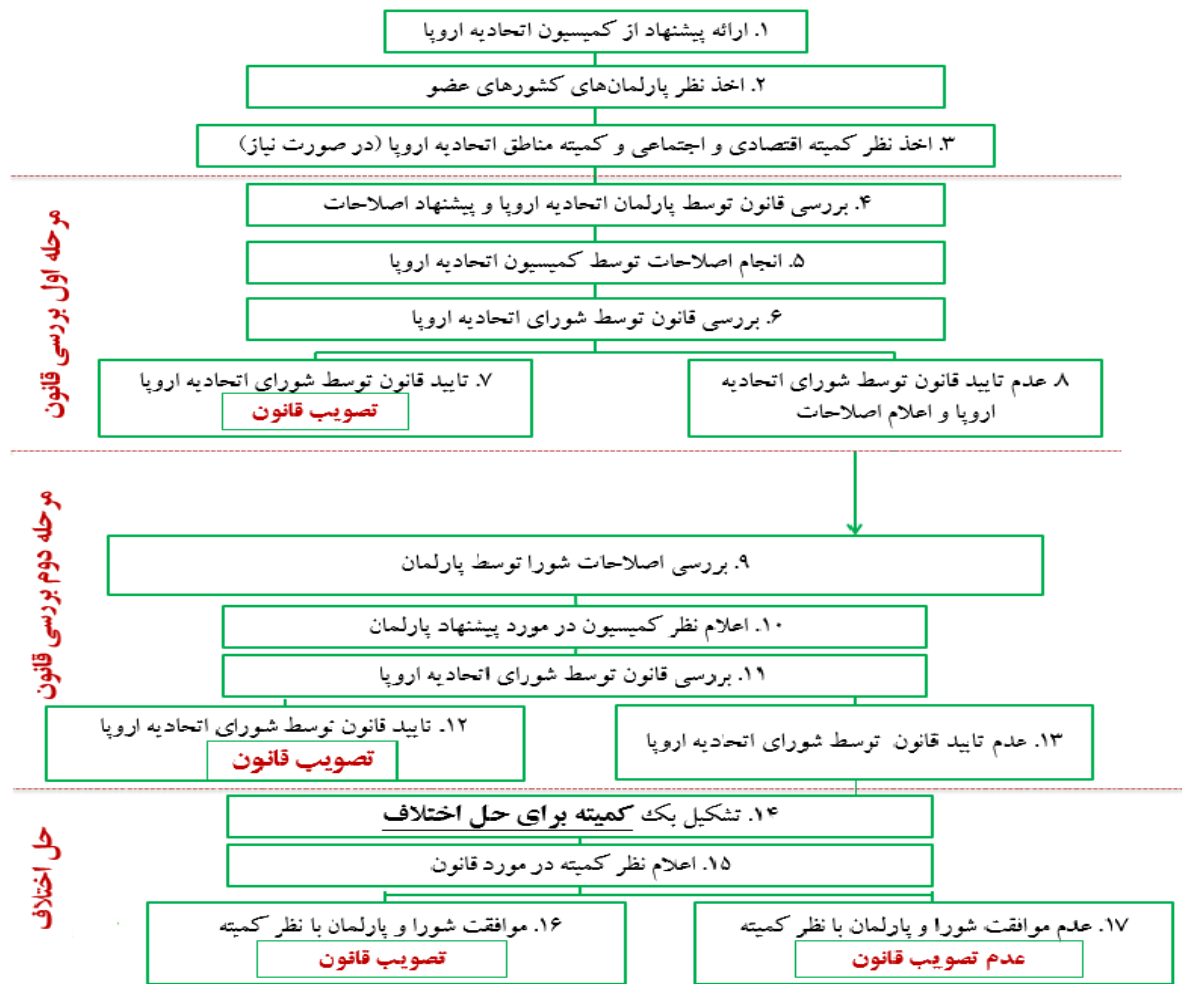 ۱. ارائه پیشنهاد از کمیسیون اتحادیه اروپا
۲. اخذ نظر پارلمان‌های کشورهای عضو
۳. اخذ نظر کمیته اقتصادی و اجتماعی و کمیته مناطق اتحادیه اروپا (در صورت نیاز)
مرحله اول بررسی قانون
۴. بررسی قانون توسط پارلمان اتحادیه اروپا و پیشنهاد اصلاحات
۵. انجام اصلاحات توسط کمیسیون اتحادیه اروپا
۶. بررسی قانون توسط شورای اتحادیه اروپا
۸. عدم تایید قانون توسط شورای اتحادیه
اروپا و اعلام اصلاحات
۷. تایید قانون توسط شورای اتحادیه اروپا
تصویب قانون
مرحله دوم بررسی قانون
۹. بررسی اصلاحات شورا توسط پارلمان
۱۰. اعلام نظر کمیسیون در مورد پیشنهاد پارلمان
۱۱. بررسی قانون توسط شورای اتحادیه اروپا
۱۳. عدم تایید قانون توسط شورای اتحادیه اروپا
۱۲. تایید قانون توسط شورای اتحادیه اروپا
تصویب قانون
حل اختلاف
۱۴. تشکیل یک کمیته برای حل اختلاف
۱۵. اعلام نظر کمیته در مورد قانون
۱۷. عدم موافقت شورا و پارلمان با نظر کمیته
عدم تصویب قانون
۱۶. موافقت شورا و پارلمان با نظر کمیته
تصویب قانون